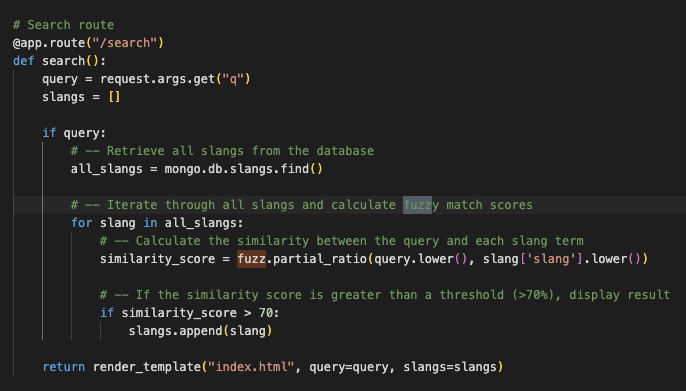 # Search route
@app.route("/search")
def search():
    query = request.args.get("q")
    slangs = []

    if query:
        # -- Retrieve all slangs from the database
        all_slangs = mongo.db.slangs.find()

        # -- Iterate through all slangs and calculate fuzzy match scores
        for slang in all_slangs:
            # -- Calculate the similarity between the query and each slang term
            similarity_score = fuzz.partial_ratio(query.lower(), slang['slang'].lower())

            # -- If the similarity score is greater than a threshold (>70%), display result
            if similarity_score > 70:
                slangs.append(slang)

    return render_template("index.html", query=query, slangs=slangs)